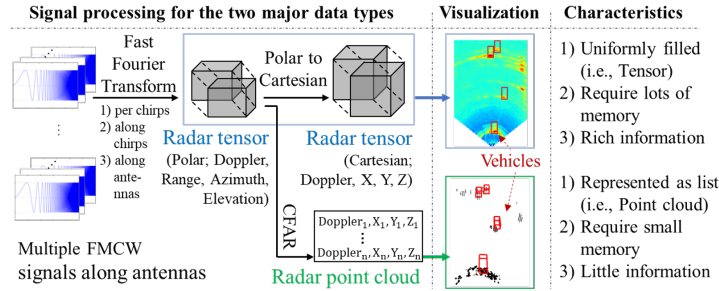 Signal processing for the two major data types
Visualization
Characteristics
Fast
Fourier
Transform
1) per chirps
2) along
chirps
3) along
ante-
nnas
Multiple FMCW
signals along antennas
Polar to
Cartesian
Radar tensor
(Polar; Doppler,
Range, Azimuth,
Elevation)
Radar tensor
(Cartesian;
Doppler, X, Y, Z)
CFAR
Doppler₁,X₁,Y₁,Z₁
⋮
Dopplerₙ,Xₙ,Yₙ,Zₙ
Radar point cloud
Vehicles
1) Uniformly filled
(i.e., Tensor)
2) Require lots of
memory
3) Rich information
1) Represented as list
(i.e., Point cloud)
2) Require small
memory
3) Little information